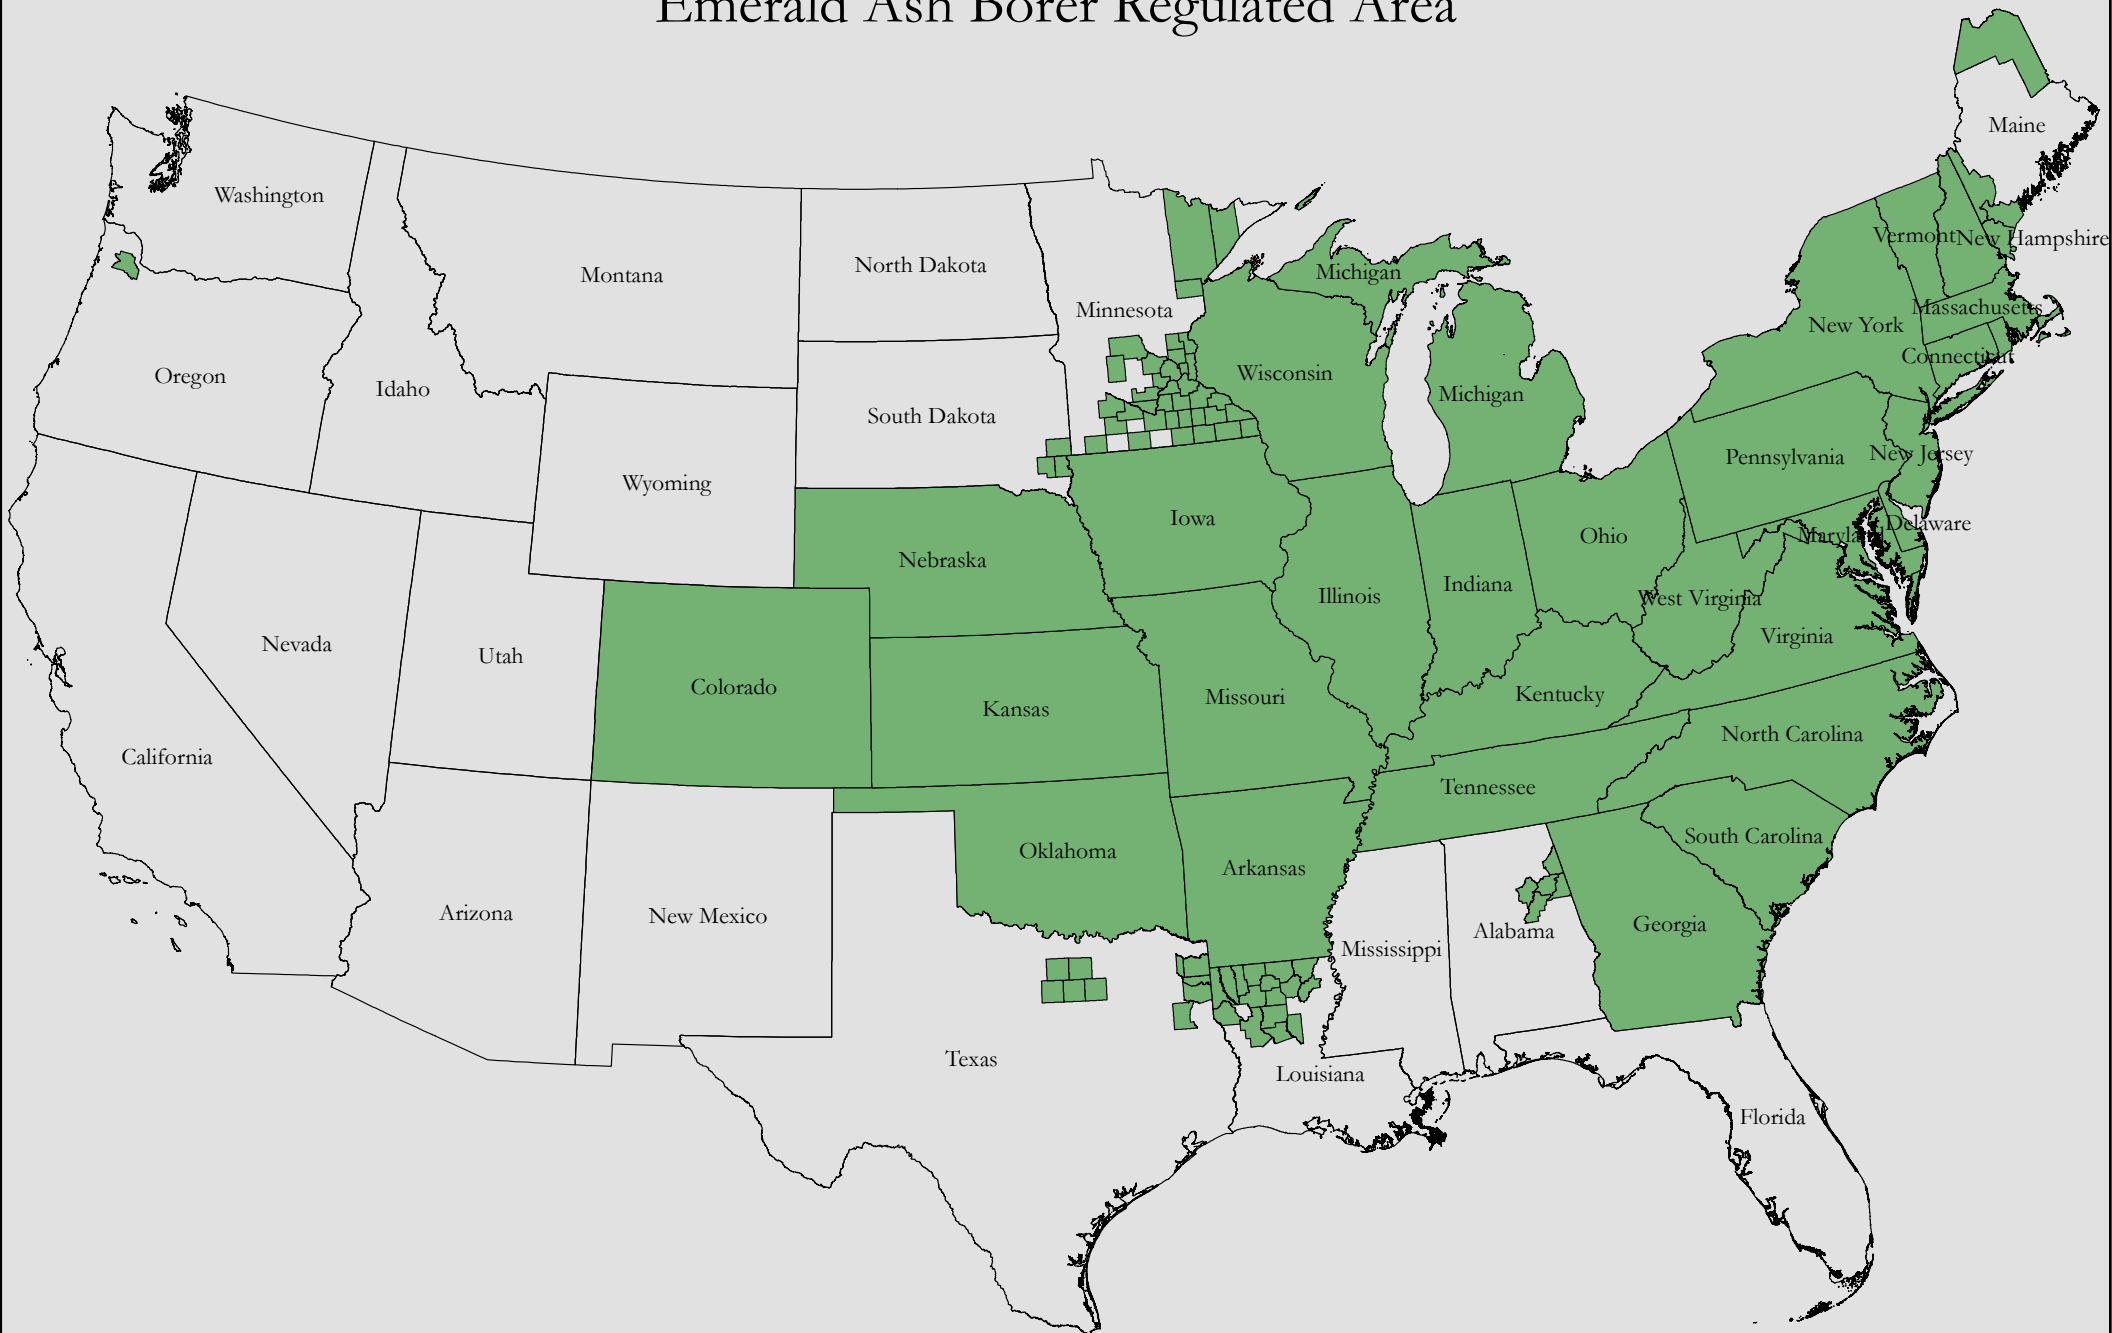 Emerald Ash Borer Regulated Area
Maine
Washington
Montana
North Dakota
Minnesota
Michigan
Vermont
New Hampshire
Massachusetts
New York
Connecticut
Oregon
Idaho
South Dakota
Wisconsin
Michigan
Wyoming
Iowa
Pennsylvania
New Jersey
Nebraska
Illinois
Indiana
Ohio
Maryla
Delaware
West Virginia
Virginia
Nevada
Utah
Colorado
Kansas
Missouri
Kentucky
California
North Carolina
Tennessee
South Carolina
Arizona
New Mexico
Oklahoma
Arkansas
Mississippi
Alabama
Georgia
Texas
Louisiana
Florida